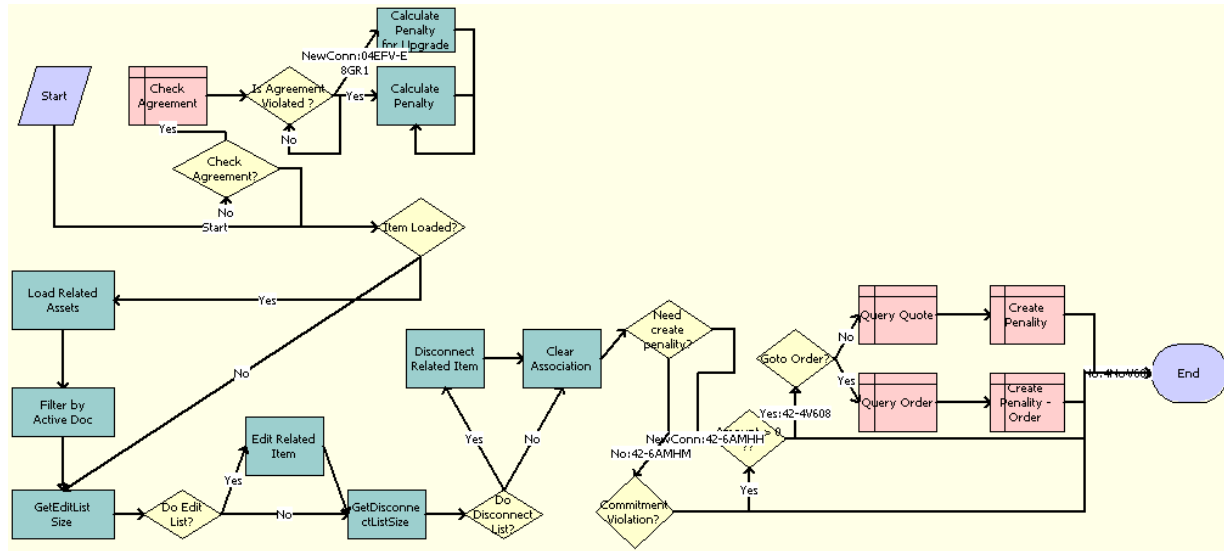 Calculate
Penalty
for Upgrade
NewConn:04EFV-E
8GR1
Start
Check
Agreement
Is Agreement
Violated ?
Yes
Calculate
Penalty
No
Yes
Check
Agreement?
No
Start
Item Loaded?
Load Related
Assets
Yes
Query Quote
Create
Penality
Need
create
penality?
No
Goto Order?
Disconnect
Related Item
Clear
Association
No
End
Yes
Filter by
Active Doc
Query Order
Create
Penality -
Order
Yes:42-4V608
Edit Related
Item
Yes
No
NewConn:42-6AMHH
No:42-6AMHM
Yes
GetEditList
Size
Do Edit
List?
No
GetDisconne
ctListSize
Do
Disconnect
List?
Commitment
Violation?
Yes